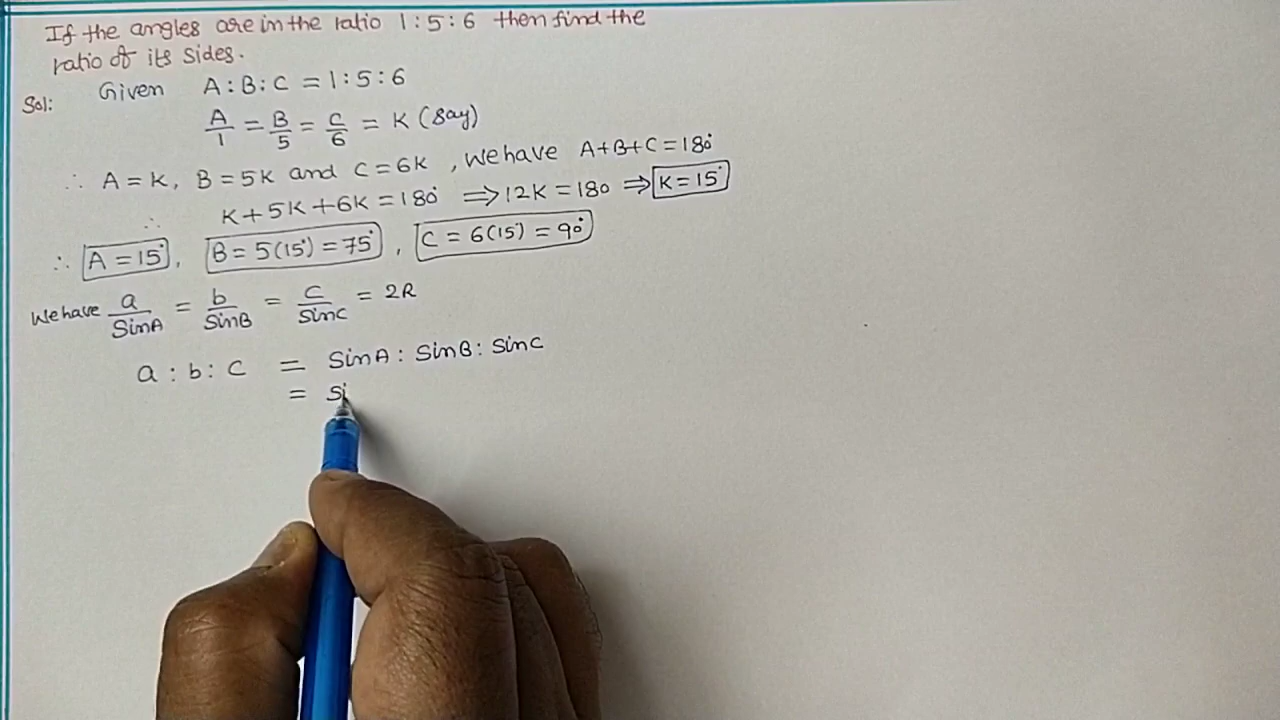 If the angles are in the ratio 1 : 5 : 6 then find the
ratio of its sides.
Sol: Given A : B : C = 1 : 5 : 6
A/1 = B/5 = C/6 = K (say)
∴ A = K, B = 5K and C = 6K , we have A+B+C = 180°
∴ K + 5K + 6K = 180° ⟹ 12K = 180 ⟹ K = 15°
∴ A = 15°, B = 5(15°) = 75°, C = 6(15°) = 90°
We have a/SinA = b/SinB = c/SinC = 2R
a : b : c = SinA : SinB : SinC
= Si